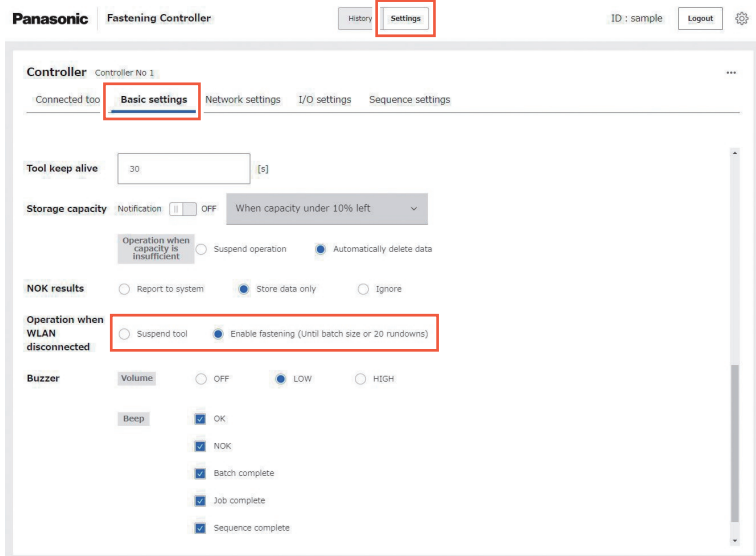 Panasonic Fastening Controller History Settings ID : sample Logout
Controller Controller No 1 ...
Connected too Basic settings Network settings I/O settings Sequence settings
Tool keep alive 30 [s]
Storage capacity Notification OFF When capacity under 10% left
Operation when
capacity is
insufficient
Suspend operation Automatically delete data
NOK results Report to system Store data only Ignore
Operation when
WLAN
disconnected
Suspend tool Enable fastening (Until batch size or 20 rundowns)
Buzzer Volume OFF LOW HIGH
Beep OK
NOK
Batch complete
Job complete
Sequence complete